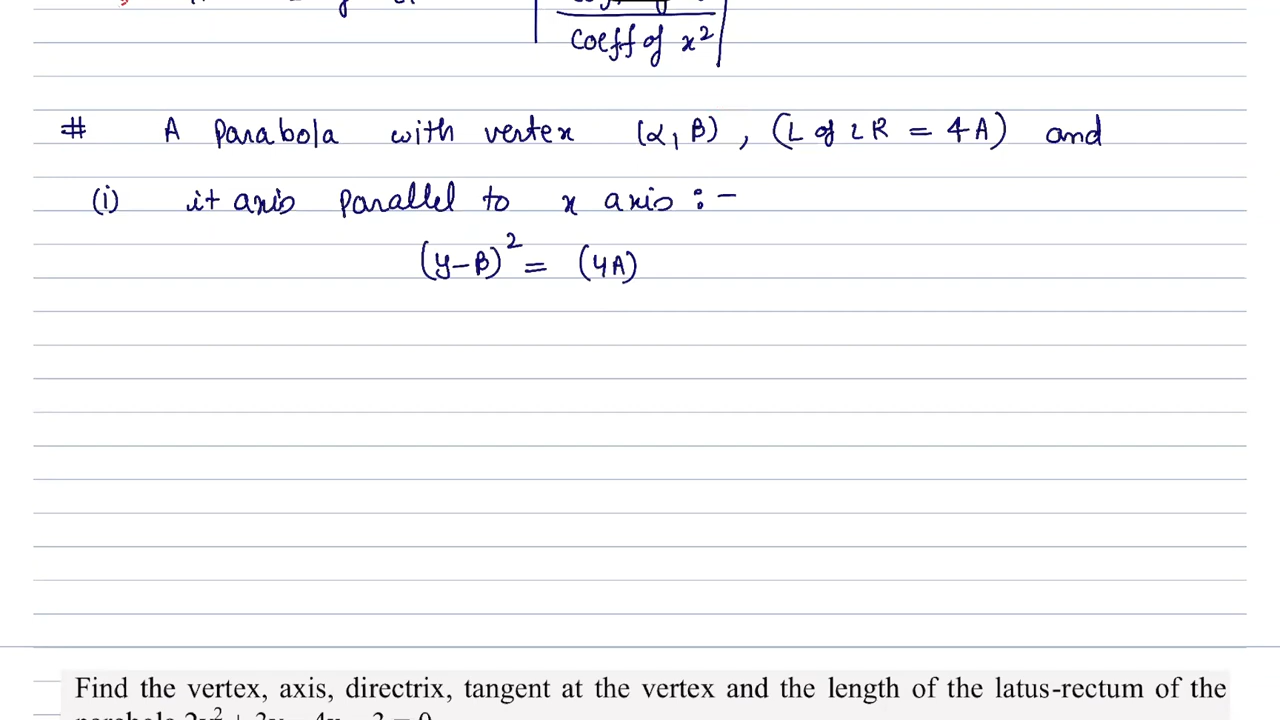 Coeff of x²
# A Parabola with vertex (α, β), (L of LR = 4A) and
(i) it axis parallel to x axis :-
(y-β)² = (4A)
Find the vertex, axis, directrix, tangent at the vertex and the length of the latus-rectum of the